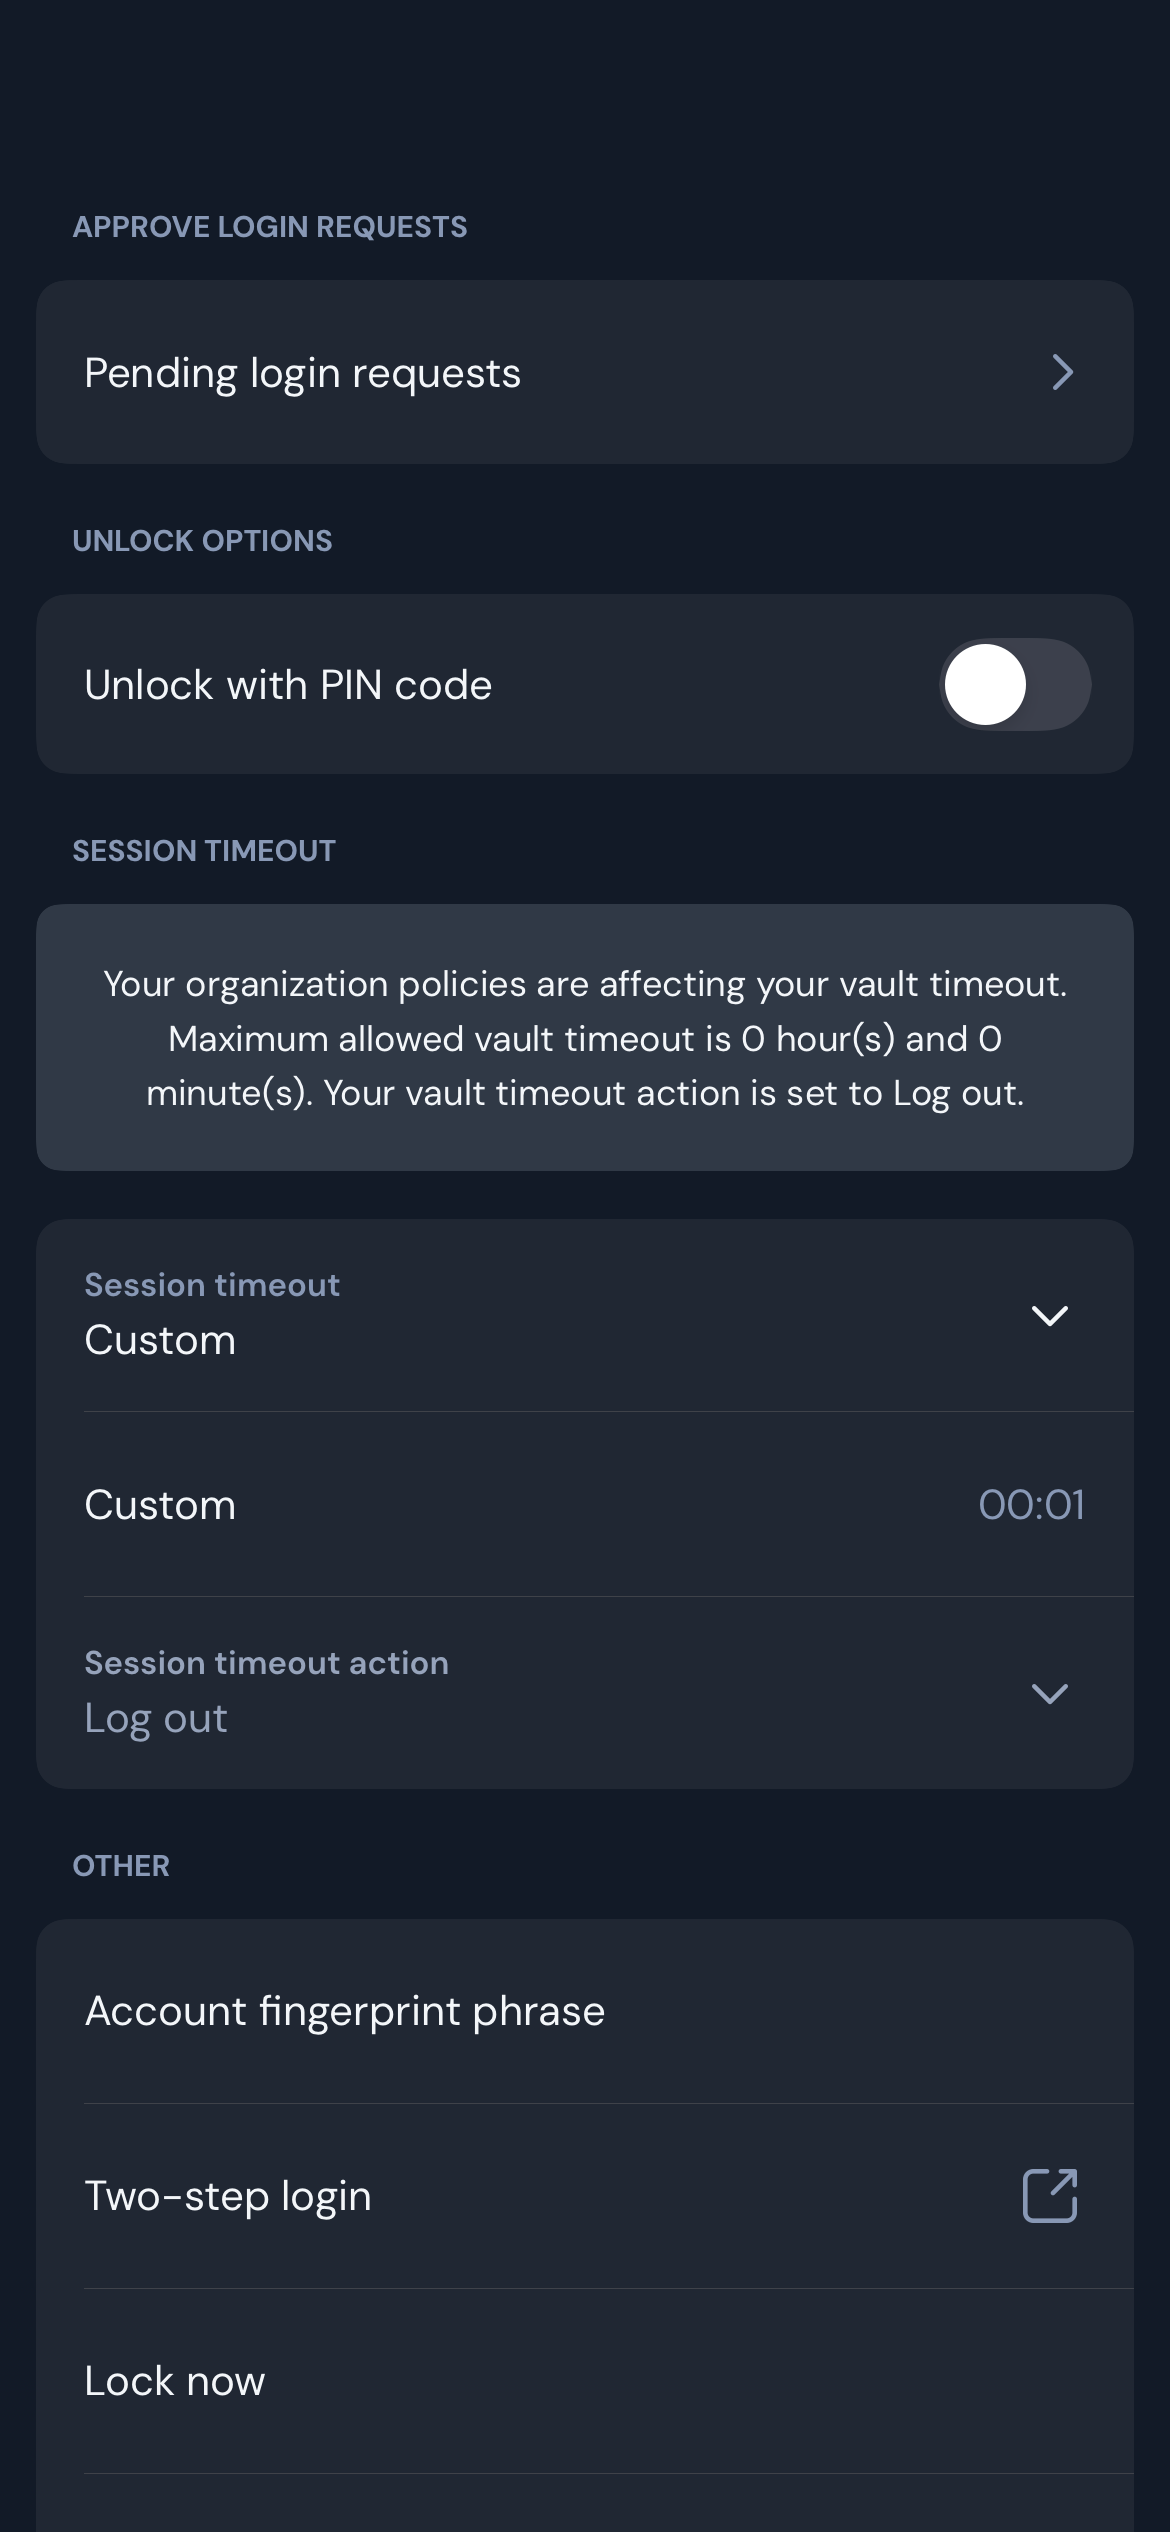 APPROVE LOGIN REQUESTS
Pending login requests
UNLOCK OPTIONS
Unlock with PIN code
SESSION TIMEOUT
Your organization policies are affecting your vault timeout.
Maximum allowed vault timeout is 0 hour(s) and 0
minute(s). Your vault timeout action is set to Log out.
Session timeout
Custom
Custom 00:01
Session timeout action
Log out
OTHER
Account fingerprint phrase
Two-step login
Lock now